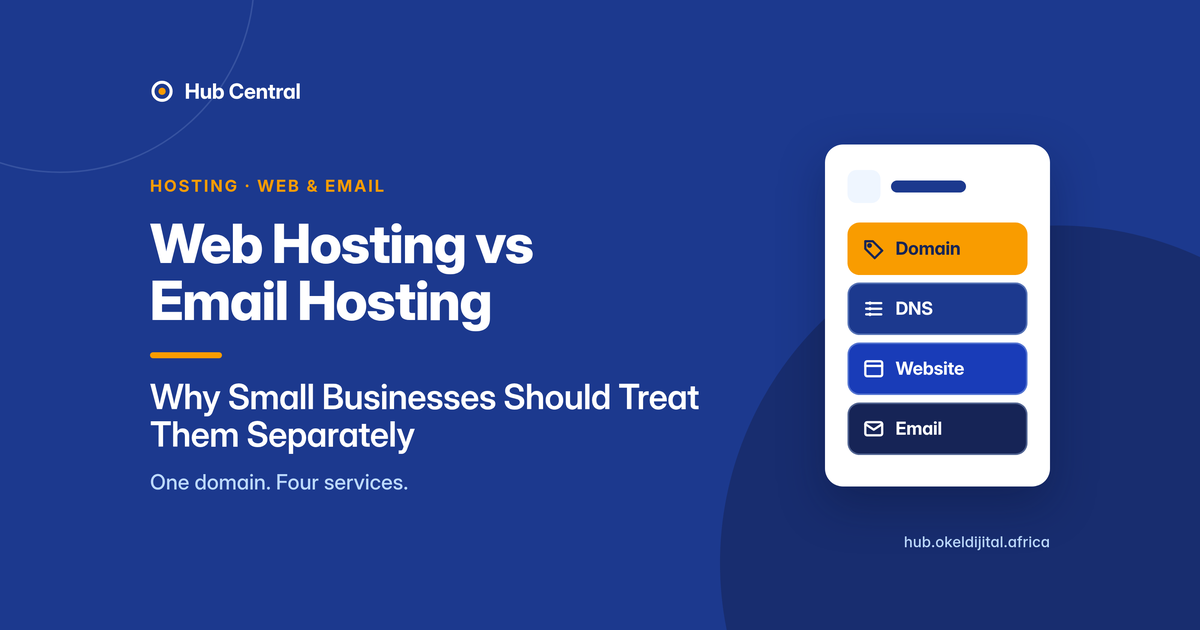 Hub Central
HOSTING · WEB & EMAIL
Web Hosting vs
Email Hosting
Why Small Businesses Should Treat
Them Separately
One domain. Four services.
Domain
DNS
Website
Email
hub.okeldijital.africa